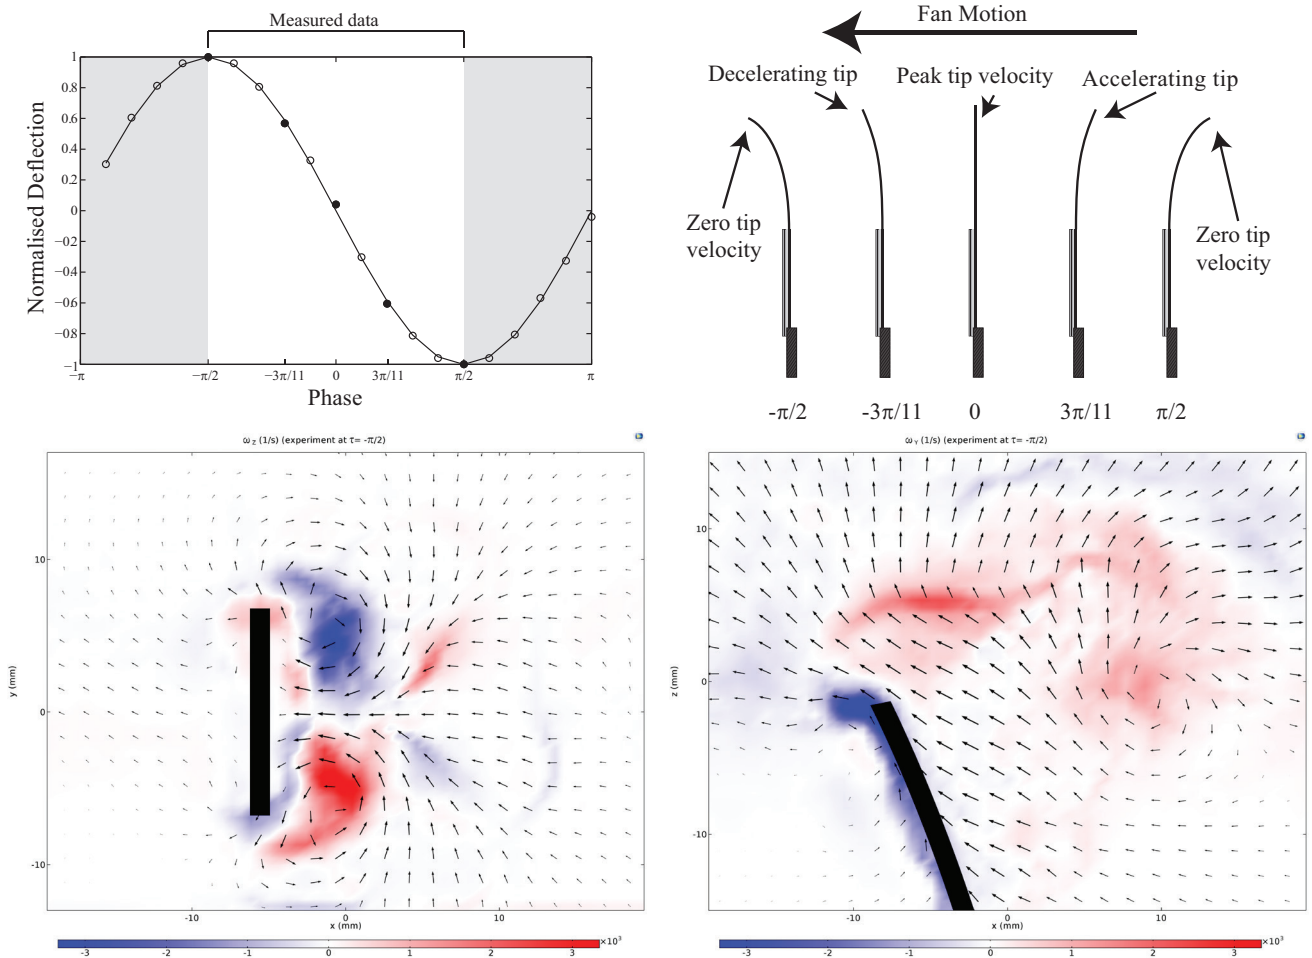 Measured data
1
0.8
0.6
0.4
0.2
0
−0.2
−0.4
−0.6
−0.8
−1
Normalised Deflection
−π
−π/2
−3π/11
0
3π/11
π/2
π
Phase
Fan Motion
Decelerating tip
Peak tip velocity
Accelerating tip
Zero tip
velocity
Zero tip
velocity
-π/2
-3π/11
0
3π/11
π/2
ω Z (1/s) (experiment at τ= -π/2)
10
0
-10
y (mm)
-10
0
10
x (mm)
-3
-2
-1
0
1
2
3
×10³
ω Y (1/s) (experiment at τ= -π/2)
10
0
-10
z (mm)
-10
0
10
x (mm)
-3
-2
-1
0
1
2
3
×10³